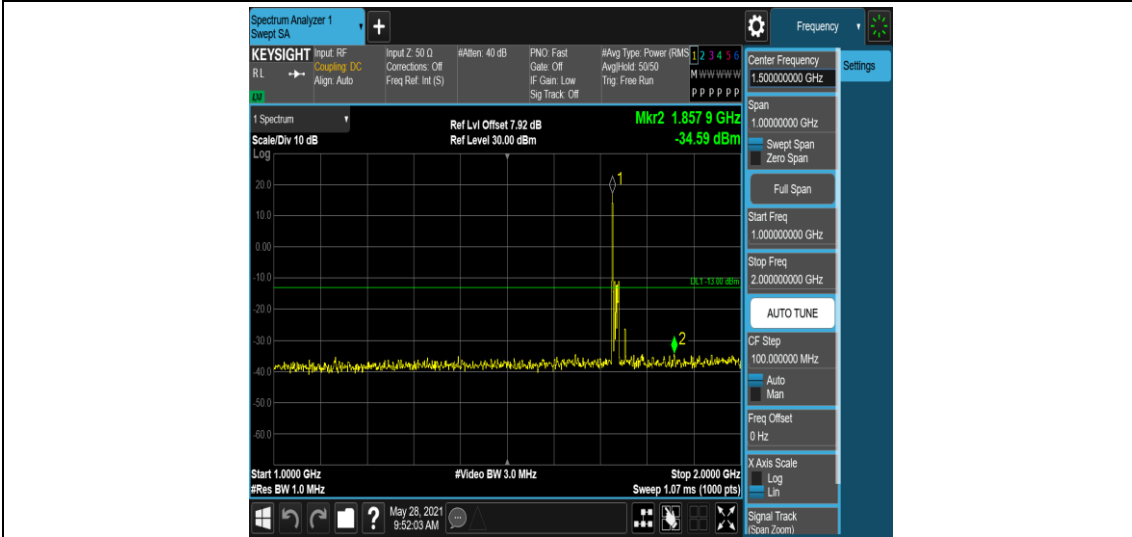 Spectrum Analyzer 1
Swept SA
+
Frequency
KEYSIGHT
RL
Input: RF
Coupling: DC
Align: Auto
Input Z: 50 Ω
Corrections: Off
Freq Ref: Int (S)
#Atten: 40 dB
PNO: Fast
Gate: Off
IF Gain: Low
Sig Track: Off
#Avg Type: Power (RMS
Avg|Hold: 50/50
Trig: Free Run
1 2 3 4 5 6
M W W W W W
P P P P P P
1 Spectrum
Scale/Div 10 dB
Log
Ref Lvl Offset 7.92 dB
Ref Level 30.00 dBm
Mkr2 1.857 9 GHz
-34.59 dBm
20.0
10.0
0.00
-10.0
-20.0
-30.0
-40.0
-50.0
-60.0
1
DL1 -13.00 dBm
2
Start 1.0000 GHz
#Res BW 1.0 MHz
#Video BW 3.0 MHz
Stop 2.0000 GHz
Sweep 1.07 ms (1000 pts)
?
May 28, 2021
9:52:03 AM
Center Frequency
1.500000000 GHz
Settings
Span
1.00000000 GHz
Swept Span
Zero Span
Full Span
Start Freq
1.000000000 GHz
Stop Freq
2.000000000 GHz
AUTO TUNE
CF Step
100.000000 MHz
Auto
Man
Freq Offset
0 Hz
X Axis Scale
Log
Lin
Signal Track
(Span Zoom)